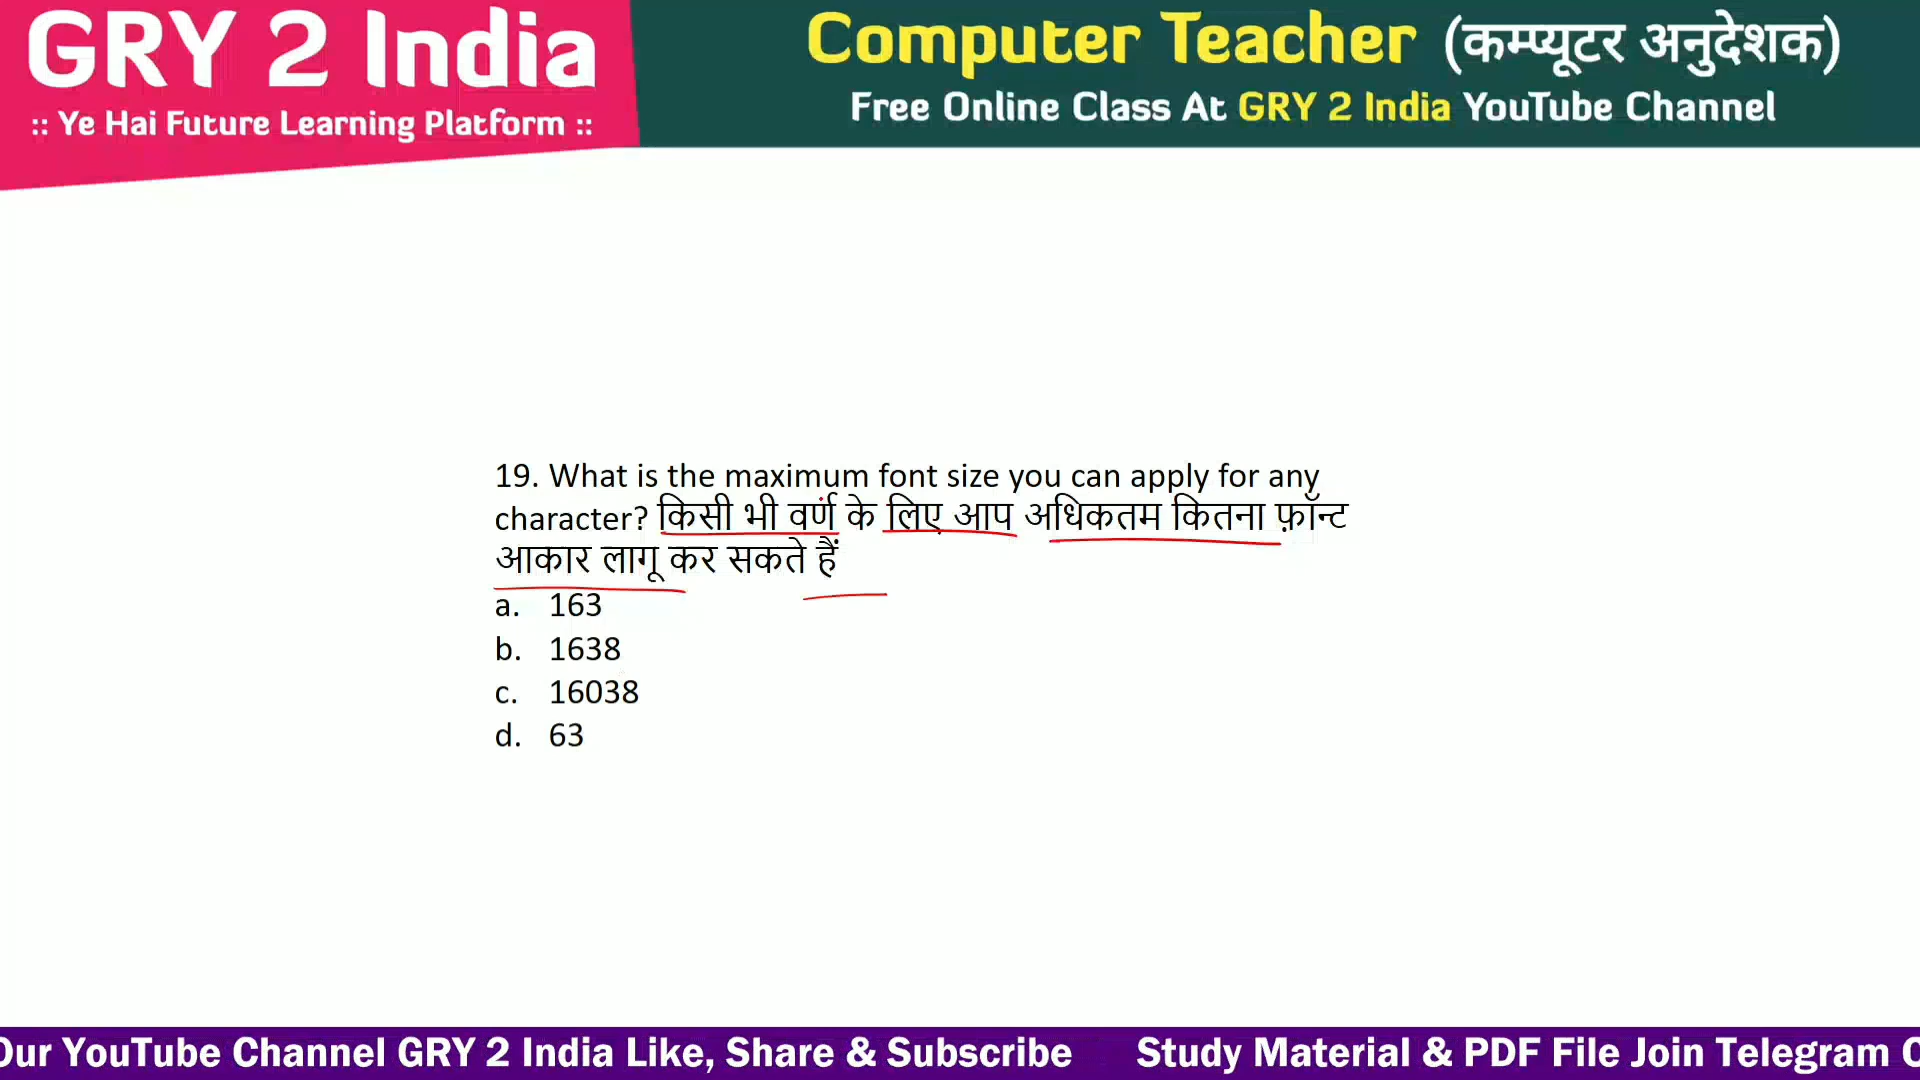 GRY 2 India
:: Ye Hai Future Learning Platform ::
Computer Teacher (कम्प्यूटर अनुदेशक)
Free Online Class At GRY 2 India YouTube Channel
19. What is the maximum font size you can apply for any
character? किसी भी वर्ण के लिए आप अधिकतम कितना फ़ॉन्ट
आकार लागू कर सकते हैं
a. 163
b. 1638
c. 16038
d. 63
Our YouTube Channel GRY 2 India Like, Share & Subscribe Study Material & PDF File Join Telegram